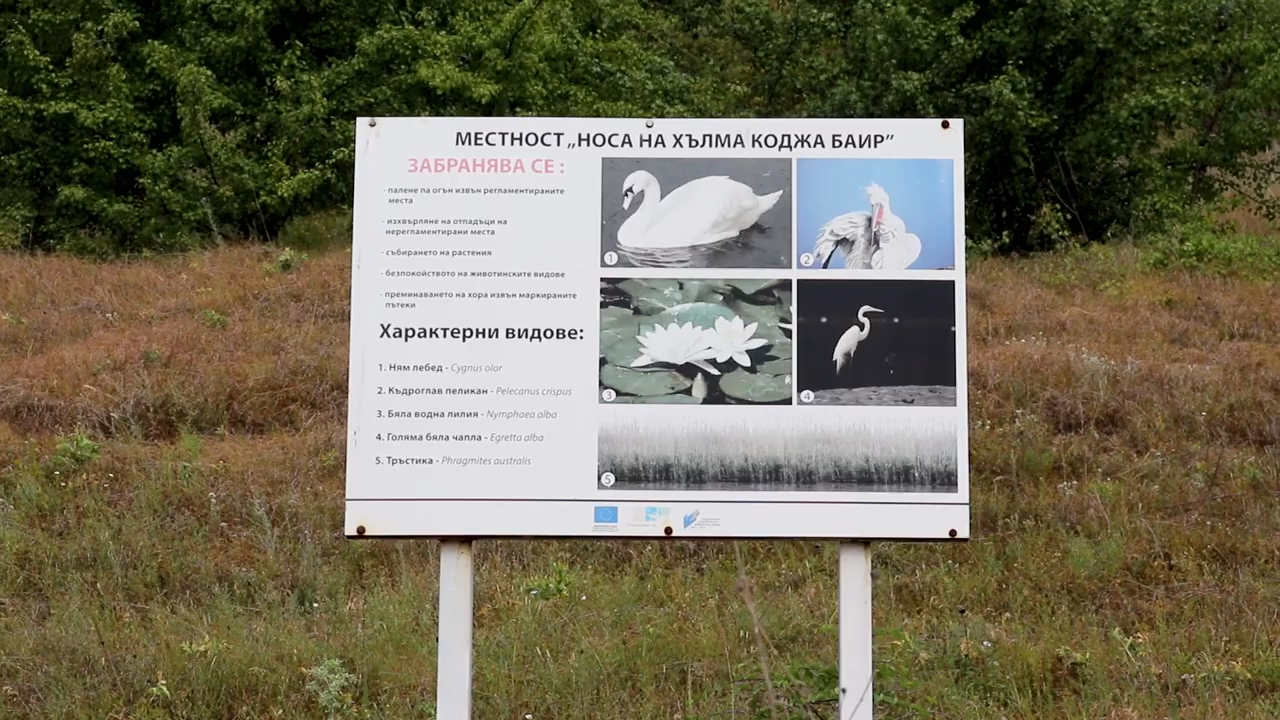 МЕСТНОСТ „НОСА НА ХЪЛМА КОДЖА БАИР”
ЗАБРАНЯВА СЕ :
- палене па огън извън регламентираните
места
- изхвърляне на отпадъци на
нерегламентирани места
- събирането на растения
- безпокойството на животинските видове
- преминаването на хора извън маркираните
пътеки
Характерни видове:
1. Ням лебед - Cygnus olor
2. Къдроглав пеликан - Pelecanus crispus
3. Бяла водна лилия - Nymphaea alba
4. Голяма бяла чапла - Egretta alba
5. Тръстика - Phragmites australis
1
2
3
4
5